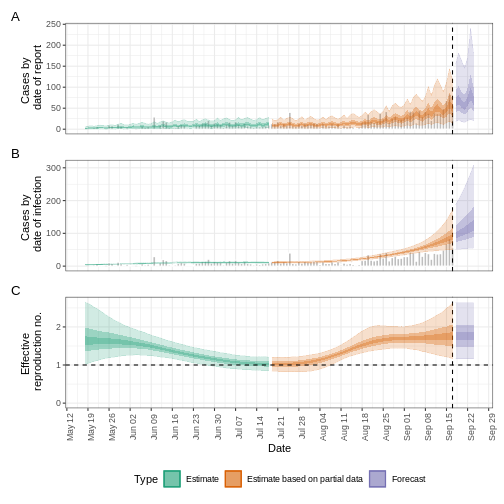 A
Cases by
date of report
250
200
150
100
50
0
B
Cases by
date of infection
300
200
100
0
C
Effective
reproduction no.
2
1
0
May 12
May 19
May 26
Jun 02
Jun 09
Jun 16
Jun 23
Jun 30
Jul 07
Jul 14
Jul 21
Jul 28
Aug 04
Aug 11
Aug 18
Aug 25
Sep 01
Sep 08
Sep 15
Sep 22
Sep 29
Date
Type Estimate Estimate based on partial data Forecast